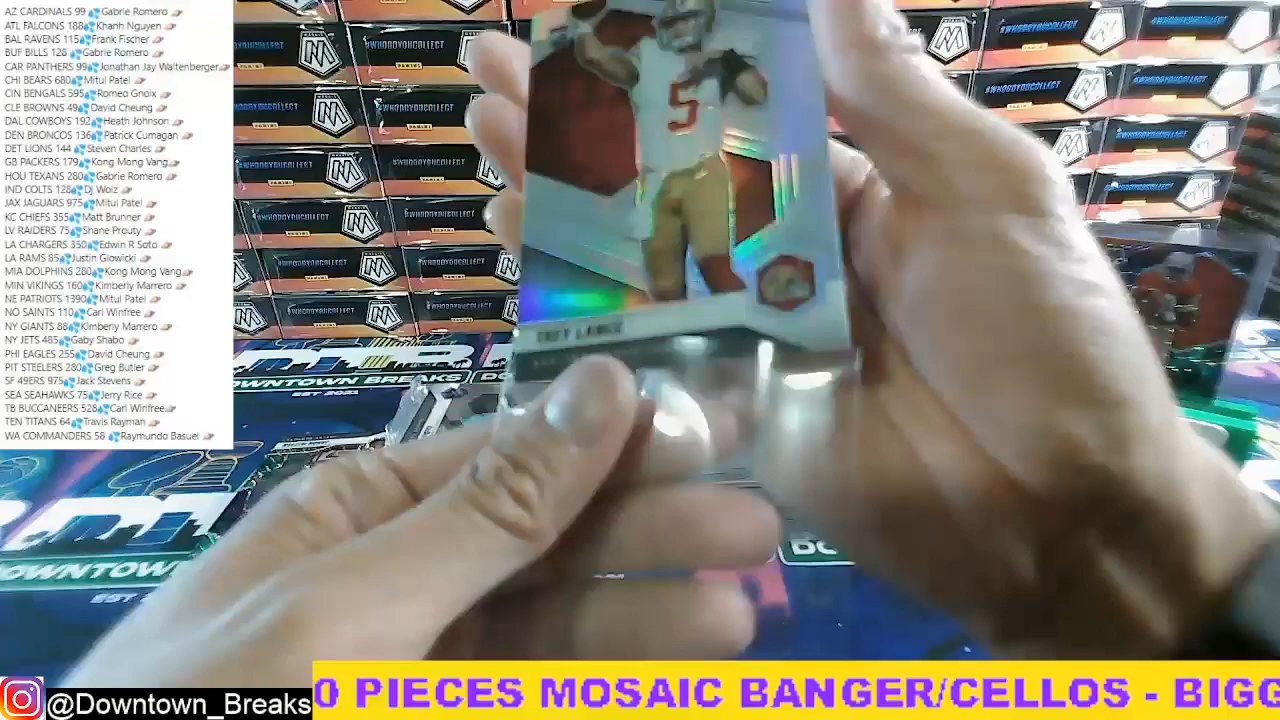 AZ CARDINALS 99 Gabrie Romero
ATL FALCONS 188 Khanh Nguyen
BAL RAVENS 115 Frank Fischer
BUF BILLS 128 Gabrie Romero
CAR PANTHERS 99 Jonathan Jay Waltenberger
CHI BEARS 680 Mitul Patel
CIN BENGALS 595 Romeo Gnoix
CLE BROWNS 49 David Cheung
DAL COWBOYS 192 Heath Johnson
DEN BRONCOS 136 Patrick Cumagan
DET LIONS 144 Steven Charles
GB PACKERS 179 Kong Mong Vang
HOU TEXANS 280 Gabrie Romero
IND COLTS 128 DJ Woiz
JAX JAGUARS 975 Mitul Patel
KC CHIEFS 355 Matt Brunner
LV RAIDERS 75 Shane Prouty
LA CHARGERS 350 Edwin R Soto
LA RAMS 85 Justin Glowicki
MIA DOLPHINS 280 Kong Mong Vang
MIN VIKINGS 160 Kimberly Marrero
NE PATRIOTS 1390 Mitul Patel
NO SAINTS 110 Carl Winfree
NY GIANTS 88 Kimberly Marrero
NY JETS 485 Gaby Shabo
PHI EAGLES 255 David Cheung
PIT STEELERS 280 Greg Butler
SF 49ERS 975 Jack Stevens
SEA SEAHAWKS 75 Jerry Rice
TB BUCCANEERS 528 Carl Winfree
TEN TITANS 64 Travis Rayman
WA COMMANDERS 58 Raymundo Basuel
#WHODOYOUCOLLECT
PANINI
5
TREY LANCE
DOWNTOWN BREAKS
EST 2021
@Downtown_Breaks
0 PIECES MOSAIC BANGER/CELLOS - BIGG